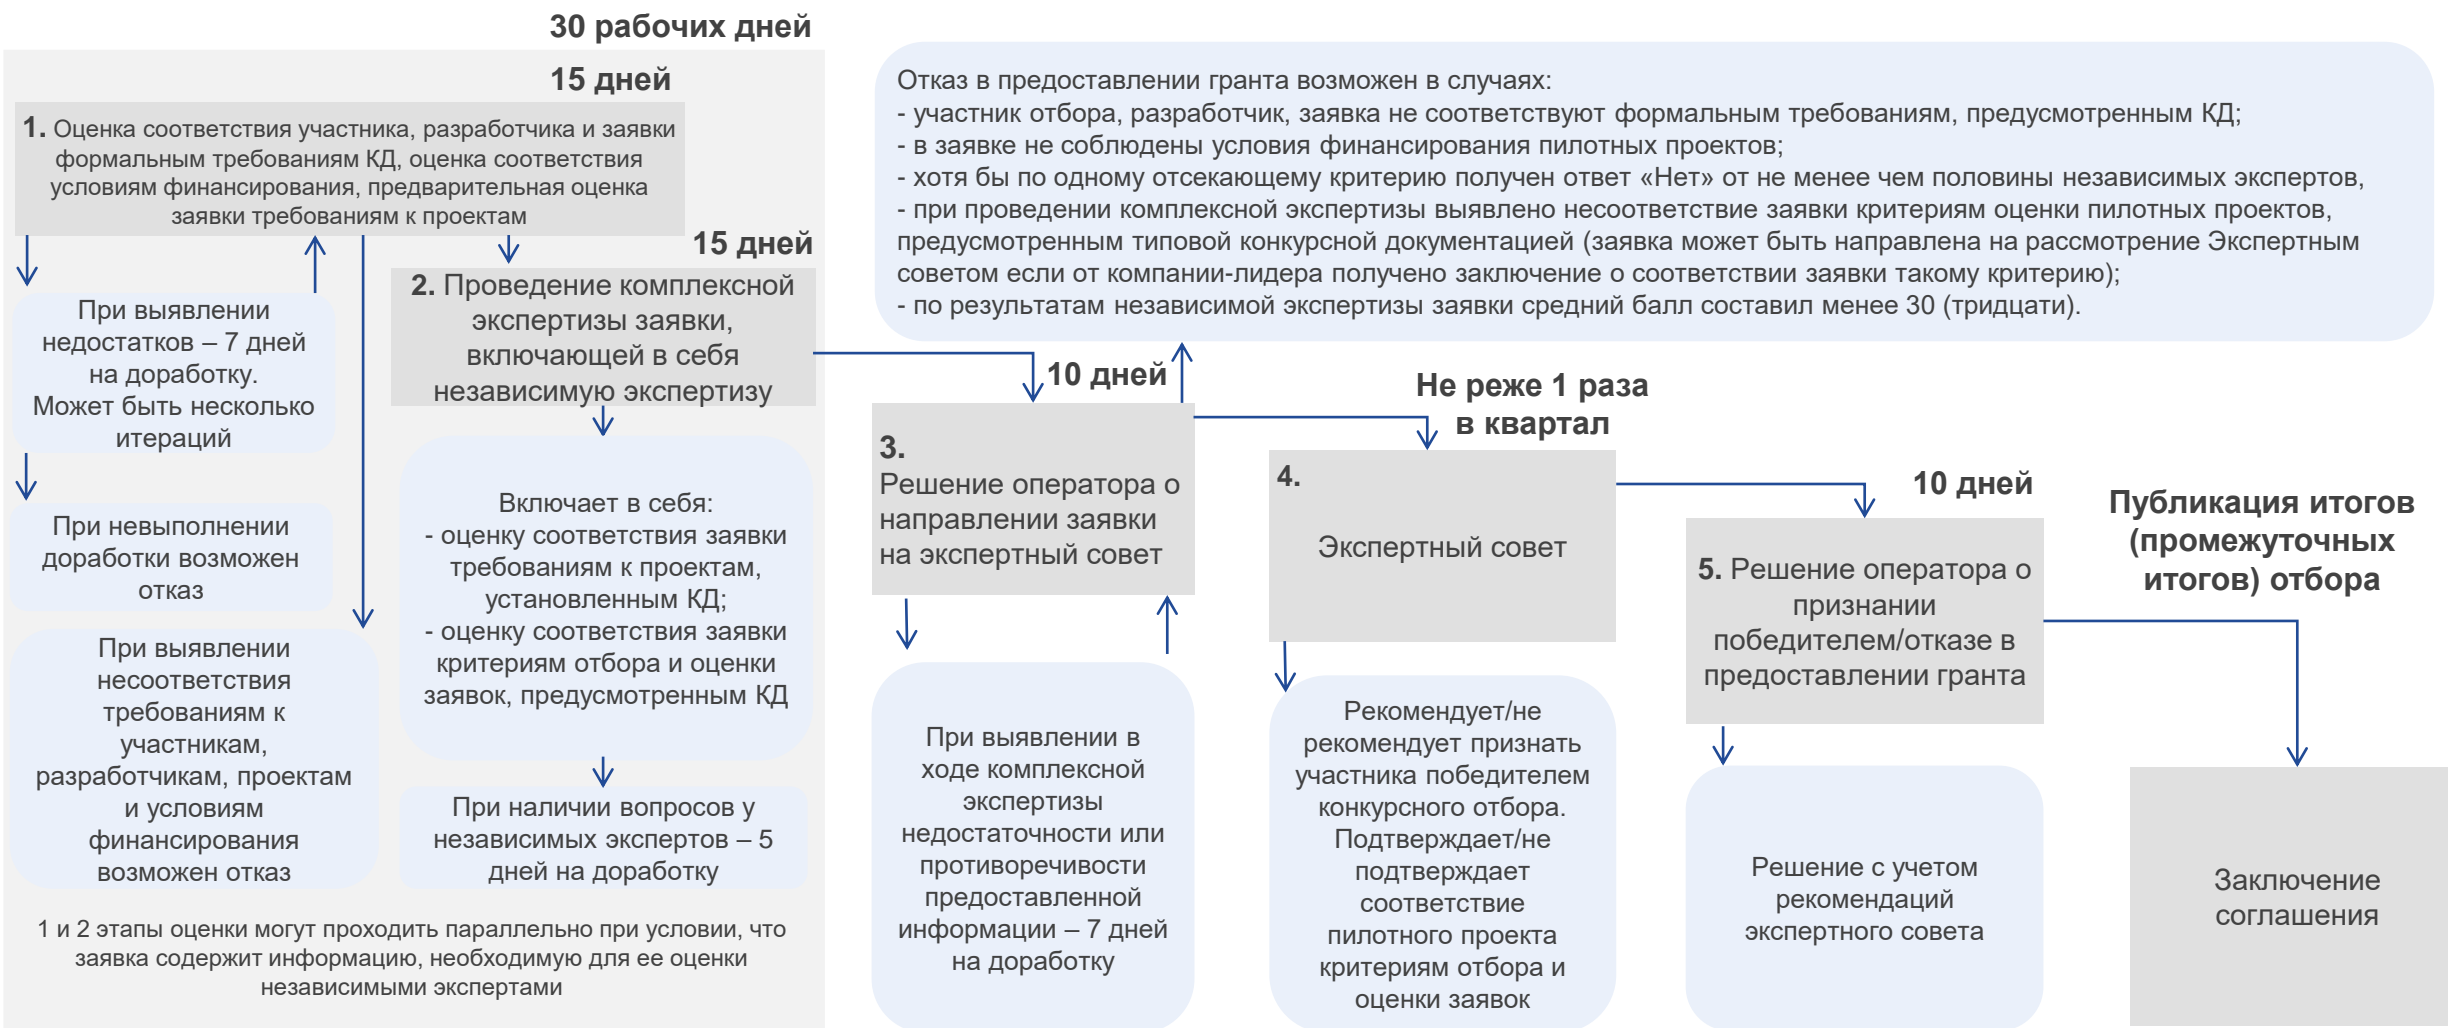 30 рабочих дней
15 дней
1. Оценка соответствия участника, разработчика и заявки
формальным требованиям КД, оценка соответствия
условиям финансирования, предварительная оценка
заявки требованиям к проектам
При выявлении
недостатков – 7 дней
на доработку.
Может быть несколько
итераций
При невыполнении
доработки возможен
отказ
При выявлении
несоответствия
требованиям к
участникам,
разработчикам, проектам
и условиям
финансирования
возможен отказ
15 дней
2. Проведение комплексной
экспертизы заявки,
включающей в себя
независимую экспертизу
Включает в себя:
- оценку соответствия заявки
требованиям к проектам,
установленным КД;
- оценку соответствия заявки
критериям отбора и оценки
заявок, предусмотренным КД
При наличии вопросов у
независимых экспертов – 5
дней на доработку
1 и 2 этапы оценки могут проходить параллельно при условии, что
заявка содержит информацию, необходимую для ее оценки
независимыми экспертами
Отказ в предоставлении гранта возможен в случаях:
- участник отбора, разработчик, заявка не соответствуют формальным требованиям, предусмотренным КД;
- в заявке не соблюдены условия финансирования пилотных проектов;
- хотя бы по одному отсекающему критерию получен ответ «Нет» от не менее чем половины независимых экспертов,
- при проведении комплексной экспертизы выявлено несоответствие заявки критериям оценки пилотных проектов,
предусмотренным типовой конкурсной документацией (заявка может быть направлена на рассмотрение Экспертным
советом если от компании-лидера получено заключение о соответствии заявки такому критерию);
- по результатам независимой экспертизы заявки средний балл составил менее 30 (тридцати).
10 дней
3.
Решение оператора о
направлении заявки
на экспертный совет
При выявлении в
ходе комплексной
экспертизы
недостаточности или
противоречивости
предоставленной
информации – 7 дней
на доработку
Не реже 1 раза
в квартал
4.
Экспертный совет
Рекомендует/не
рекомендует признать
участника победителем
конкурсного отбора.
Подтверждает/не
подтверждает
соответствие
пилотного проекта
критериям отбора и
оценки заявок
10 дней
5. Решение оператора о
признании
победителем/отказе в
предоставлении гранта
Решение с учетом
рекомендаций
экспертного совета
Публикация итогов
(промежуточных
итогов) отбора
Заключение
соглашения